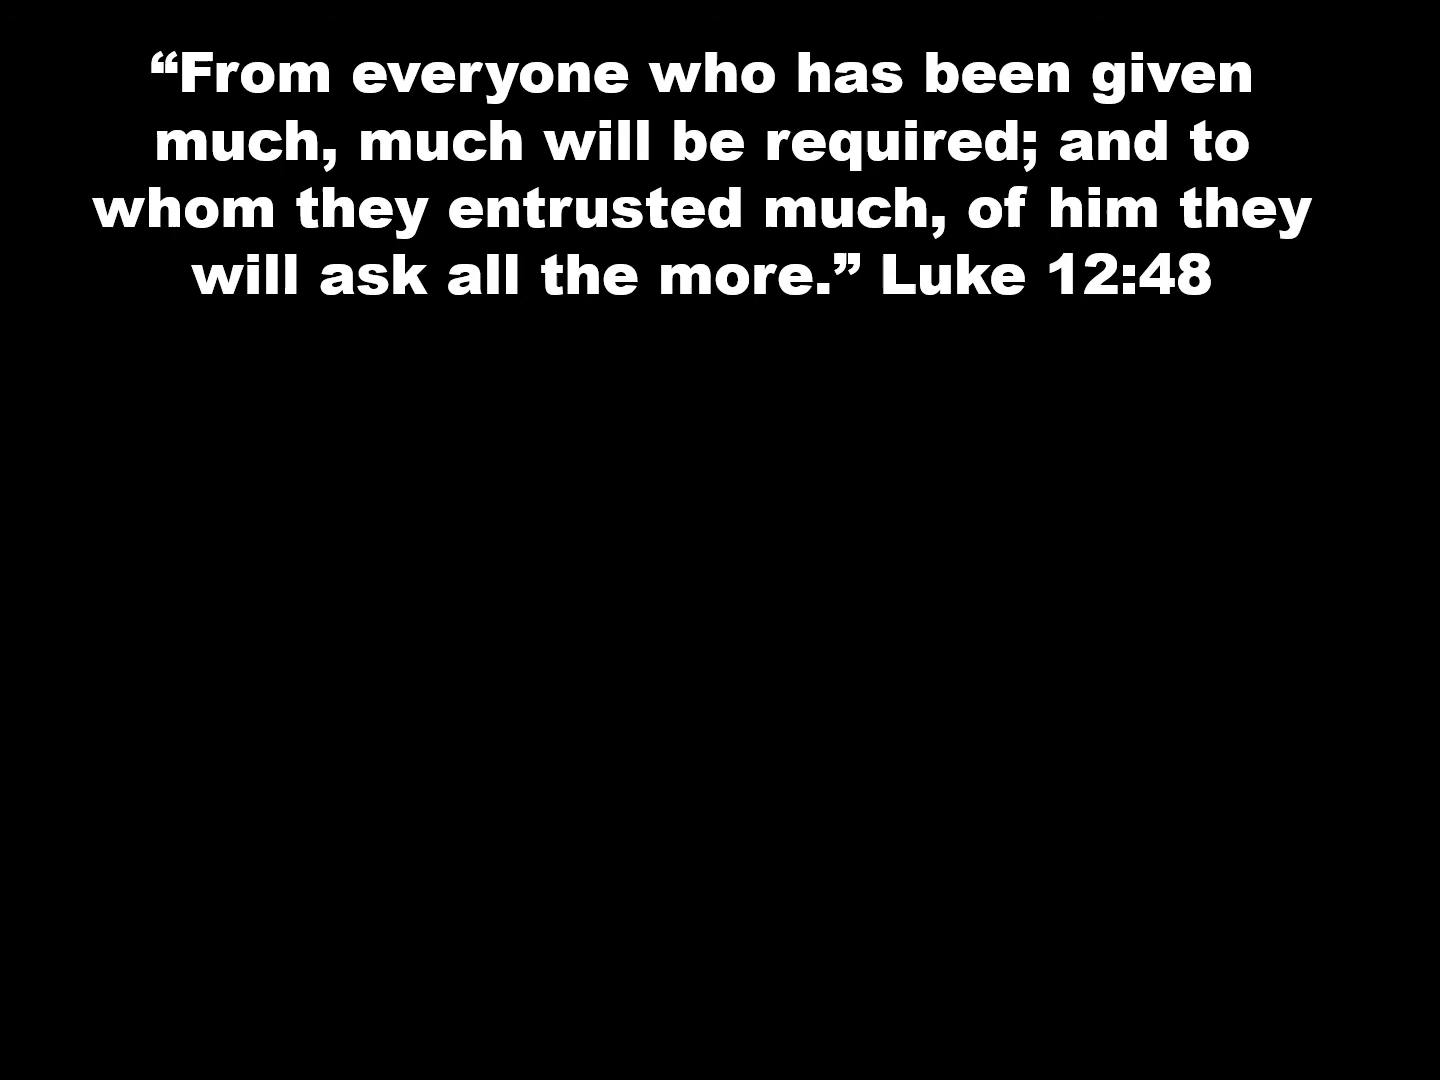 “From everyone who has been given
much, much will be required; and to
whom they entrusted much, of him they
will ask all the more.” Luke 12:48